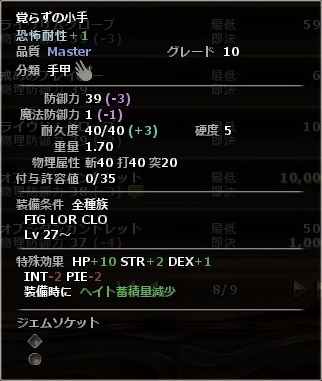 覚らずの小手
恐怖耐性+1
品質 Master グレード 10
分類 手甲
防御力 39 (-3)
魔法防御力 1 (-1)
耐久度 40/40 (+3) 硬度 5
重量 1.70
物理属性 斬40 打40 突20
付与許容値 0/35
装備条件 全種族
FIG LOR CLO
Lv 27～
特殊効果 HP+10 STR+2 DEX+1
INT-2 PIE-2
装備時に ヘイト蓄積量減少
8/9
ジェムソケット